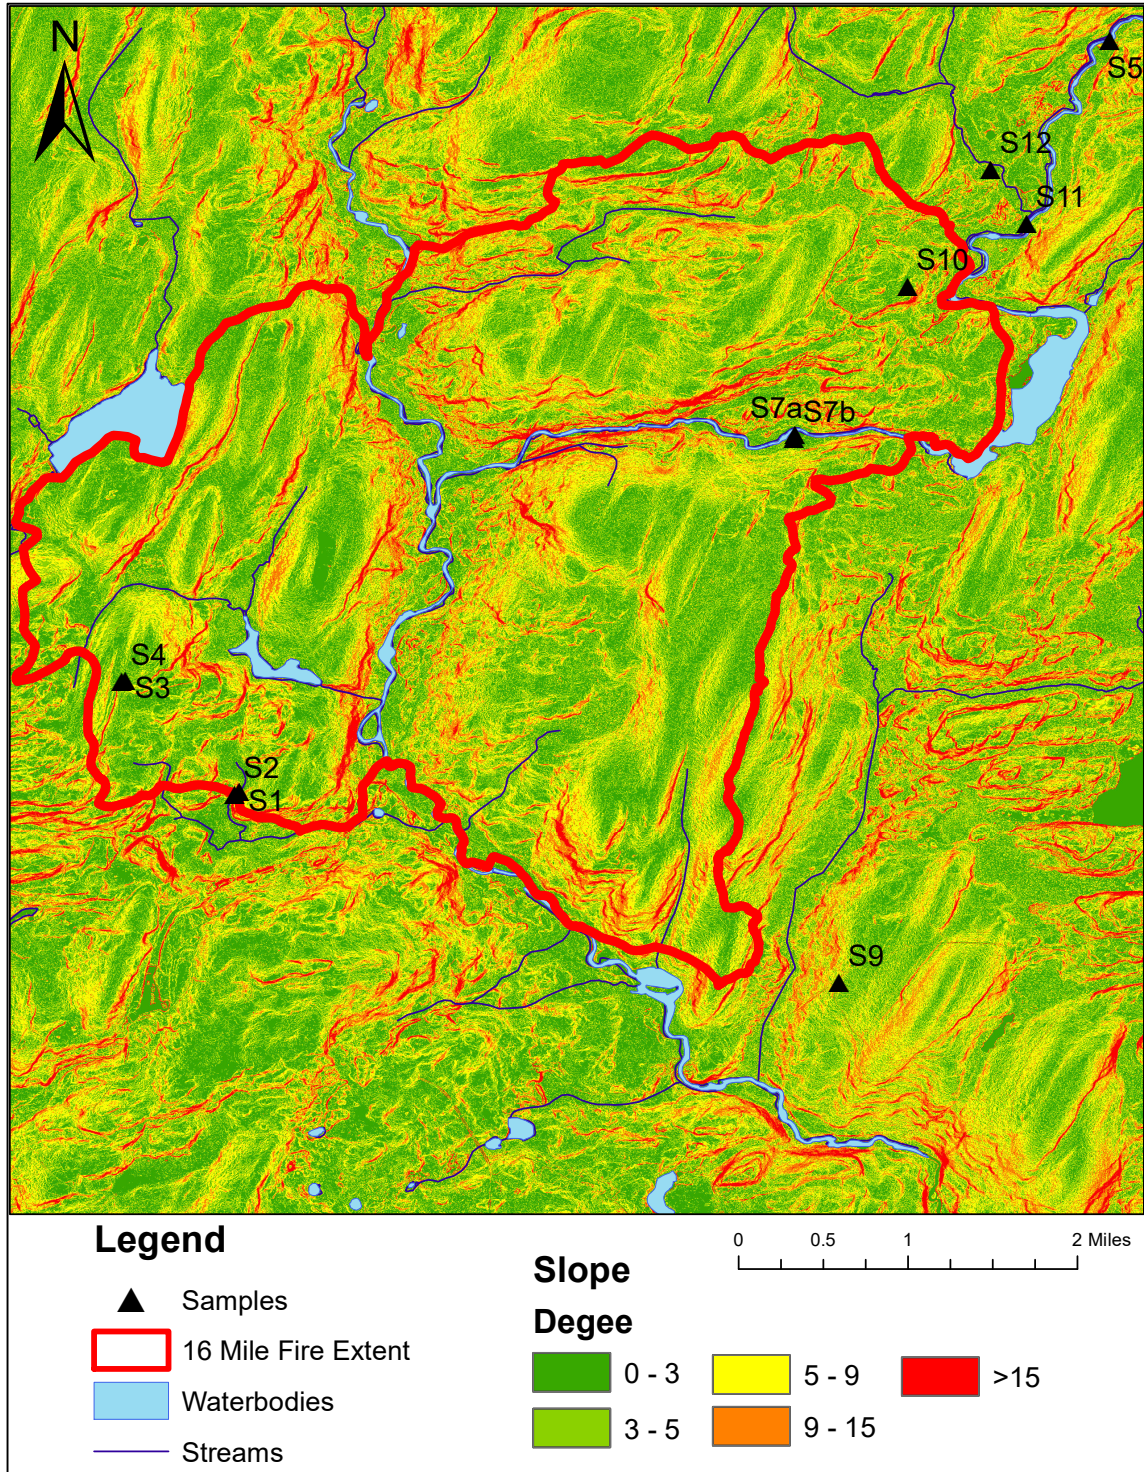 N
S5
S12
S11
S10
S7aS7b
S4
S3
S2
S1
S9
Legend
Samples
16 Mile Fire Extent
Waterbodies
Streams
0 0.5 1 2 Miles
Slope
Degee
0 - 3
5 - 9
>15
3 - 5
9 - 15